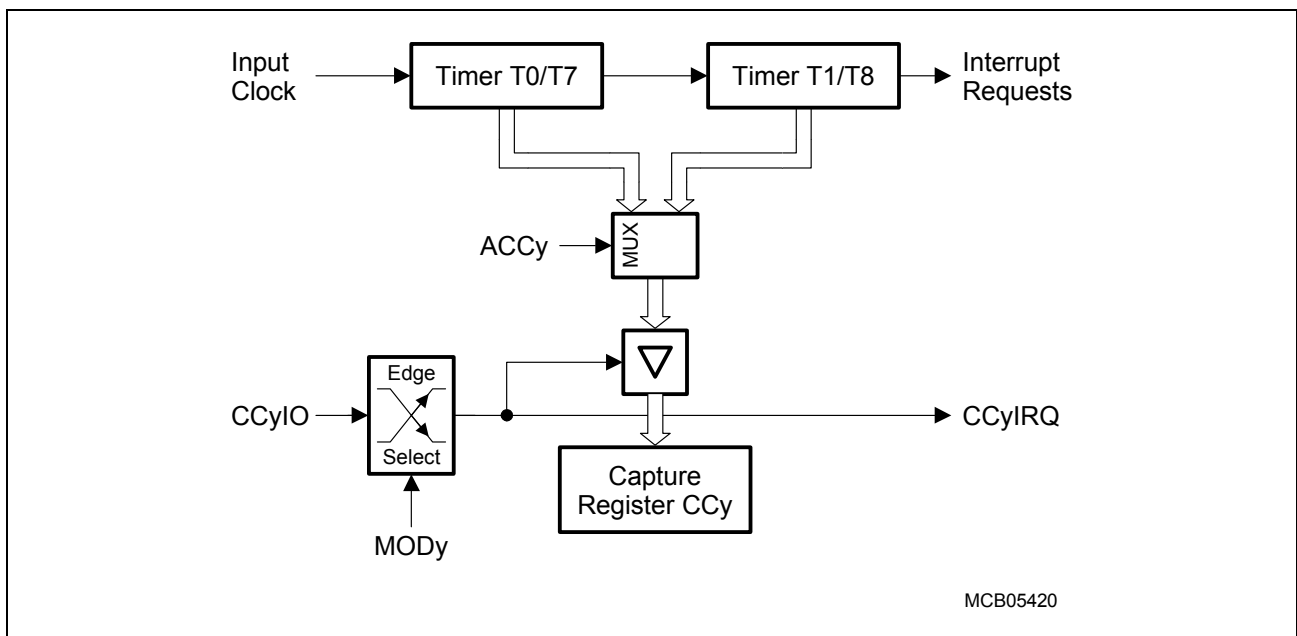 Input
Clock
Timer T0/T7
Timer T1/T8
Interrupt
Requests
ACCy
MUX
CCyIO
Edge
Select
CCyIRQ
Capture
Register CCy
MODy
MCB05420